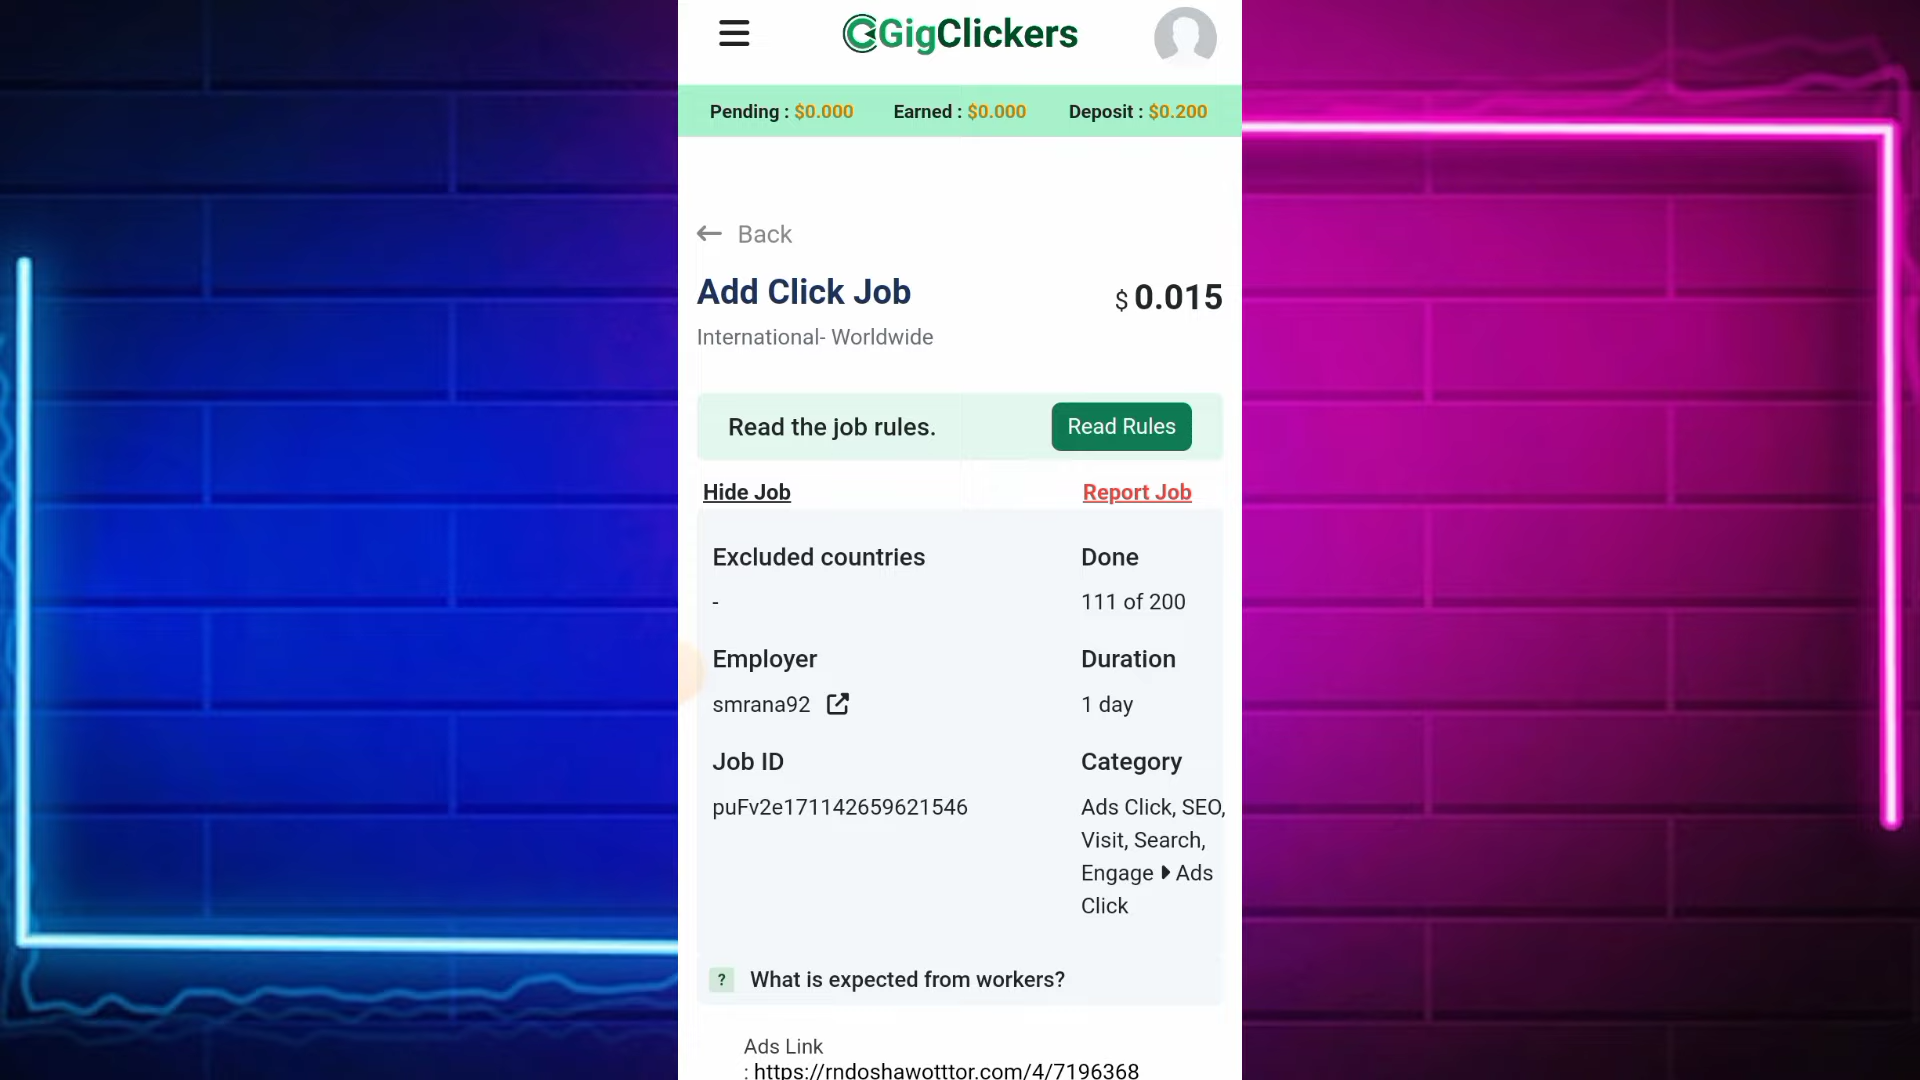 GigClickers
Pending : $0.000 Earned : $0.000 Deposit : $0.200
Back
Add Click Job
$ 0.015
International- Worldwide
Read the job rules.
Read Rules
Hide Job
Report Job
Excluded countries
Done
-
111 of 200
Employer
Duration
smrana92
1 day
Job ID
Category
puFv2e171142659621546
Ads Click, SEO,
Visit, Search,
Engage ▸ Ads
Click
? What is expected from workers?
Ads Link
: https://rndoshawotttor.com/4/7196368